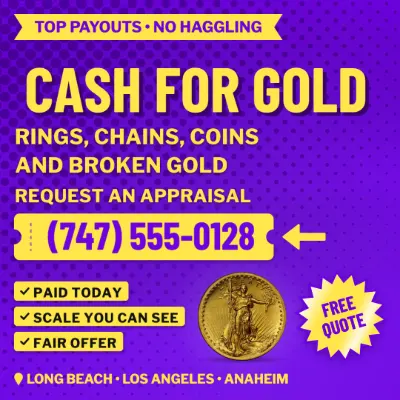 TOP PAYOUTS • NO HAGGLING
CASH FOR GOLD
RINGS, CHAINS, COINS
AND BROKEN GOLD
REQUEST AN APPRAISAL
(747) 555-0128
✓ PAID TODAY
✓ SCALE YOU CAN SEE
✓ FAIR OFFER
FREE
QUOTE
LONG BEACH • LOS ANGELES • ANAHEIM